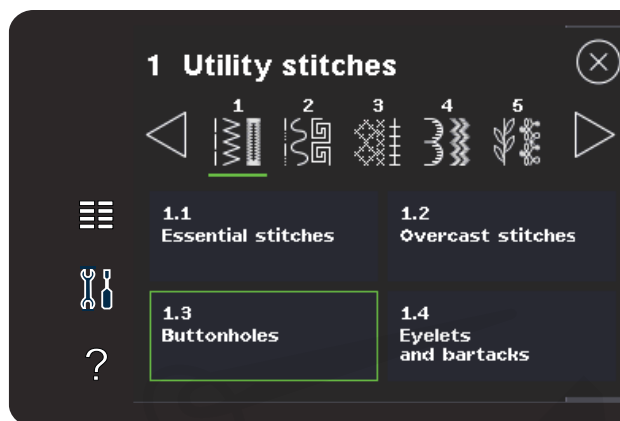 1 Utility stitches
1 2 3 4 5
1.1
Essential stitches
1.2
Overcast stitches
1.3
Buttonholes
1.4
Eyelets
and bartacks
?